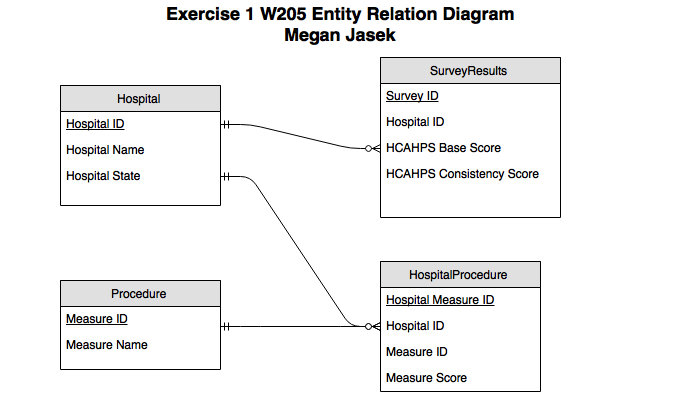 Exercise 1 W205 Entity Relation Diagram
Megan Jasek
Hospital
Hospital ID
Hospital Name
Hospital State
SurveyResults
Survey ID
Hospital ID
HCAHPS Base Score
HCAHPS Consistency Score
Procedure
Measure ID
Measure Name
HospitalProcedure
Hospital Measure ID
Hospital ID
Measure ID
Measure Score